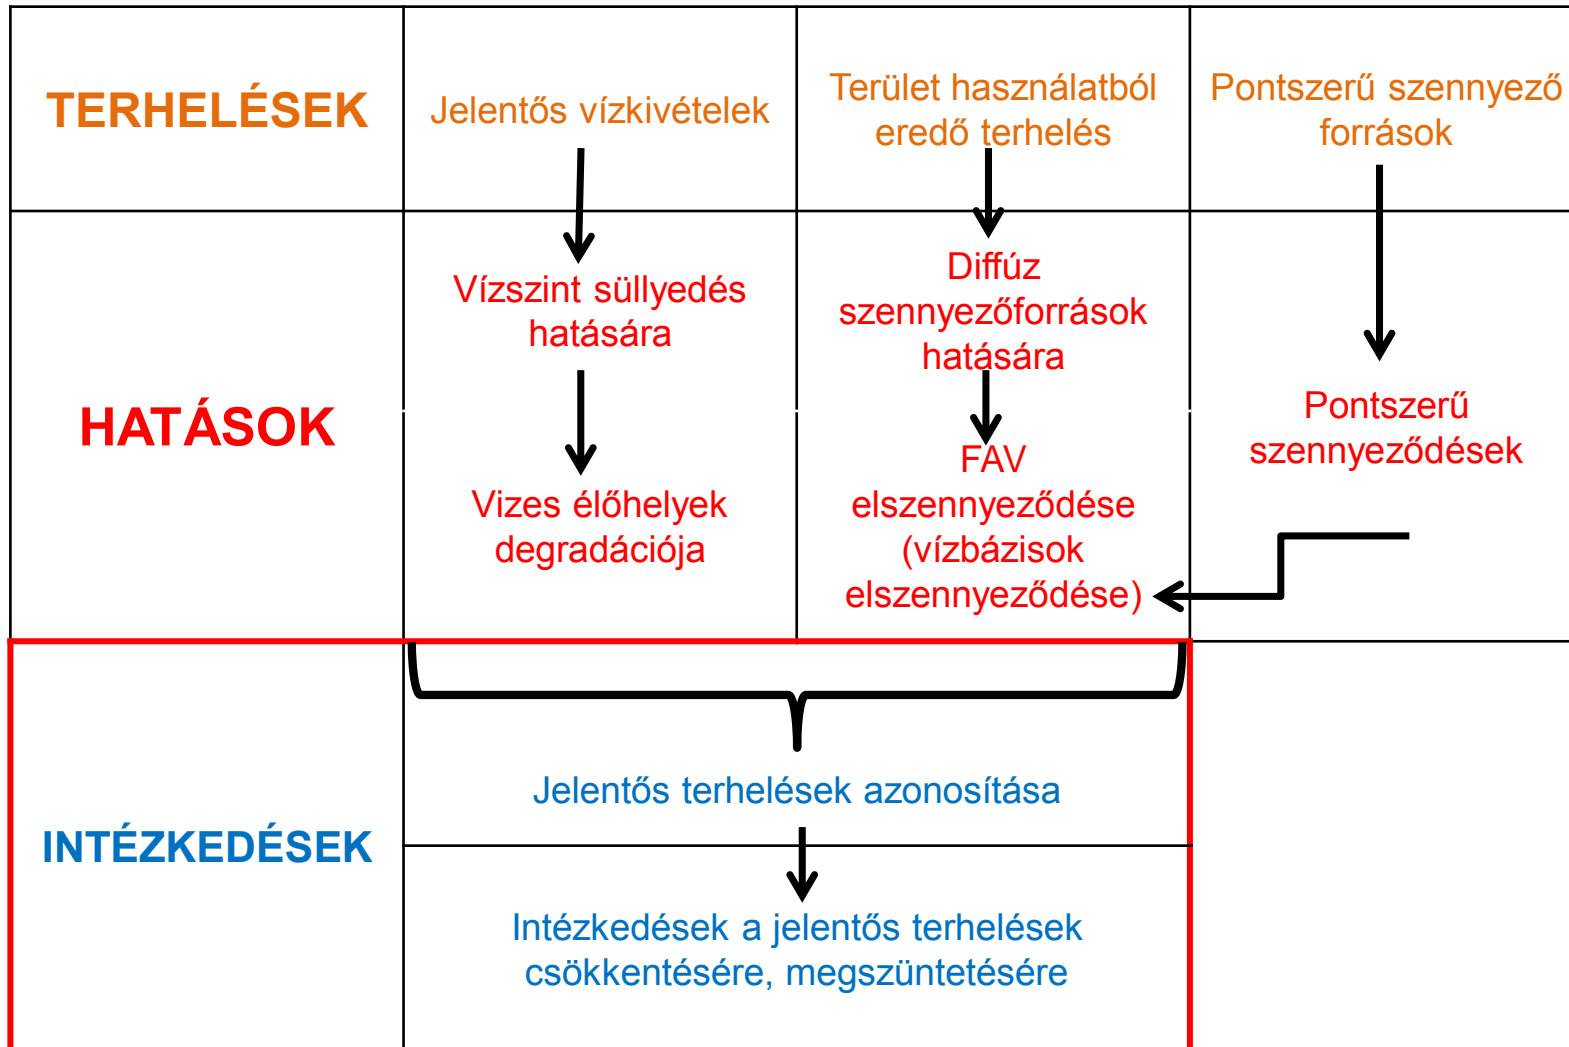 TERHELÉSEK
Jelentős vízkivételek
Terület használatból
eredő terhelés
Pontszerű szennyező
források
HATÁSOK
Vízszint süllyedés
hatására
Vizes élőhelyek
degradációja
Diffúz
szennyezőforrások
hatására
FAV
elszennyeződése
(vízbázisok
elszennyeződése)
Pontszerű
szennyeződések
INTÉZKEDÉSEK
Jelentős terhelések azonosítása
Intézkedések a jelentős terhelések
csökkentésére, megszüntetésére